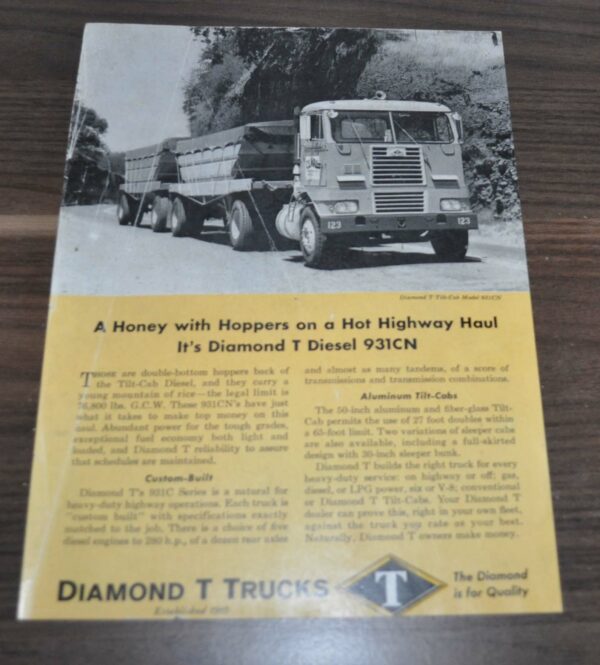 123
123
Diamond T Tilt-Cab Model 931CN
A Honey with Hoppers on a Hot Highway Haul
It's Diamond T Diesel 931CN
These are double-bottom hoppers back of
the Tilt-Cab Diesel, and they carry a
young mountain of rice—the legal limit is
76,800 lbs. G.C.W. These 931CN's have just
what it takes to make top money on this
haul. Abundant power for the tough grades,
exceptional fuel economy both light and
loaded, and Diamond T reliability to assure
that schedules are maintained.
Custom-Built
Diamond T's 931C Series is a natural for
heavy-duty highway operations. Each truck is
"custom built" with specifications exactly
matched to the job. There is a choice of five
diesel engines to 280 h.p., of a dozen rear axles
and almost as many tandems, of a score of
transmissions and transmission combinations.
Aluminum Tilt-Cabs
The 50-inch aluminum and fiber-glass Tilt-
Cab permits the use of 27 foot doubles within
a 65-foot limit. Two variations of sleeper cabs
are also available, including a full-skirted
design with 30-inch sleeper bunk.
Diamond T builds the right truck for every
heavy-duty service: on highway or off; gas,
diesel, or LPG power, six or V-8; conventional
or Diamond T Tilt-Cabs. Your Diamond T
dealer can prove this, right in your own fleet,
against the truck you rate as your best.
Naturally, Diamond T owners make money.
DIAMOND T TRUCKS
Established 1905
T
The Diamond
is for Quality